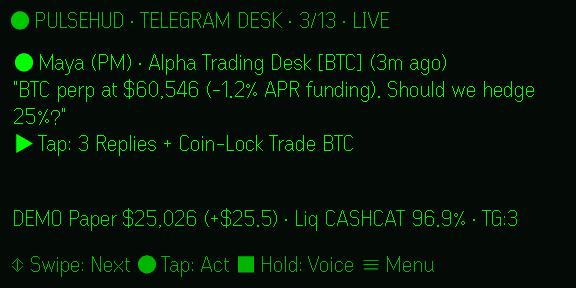 ● PULSEHUD · TELEGRAM DESK · 3/13 · LIVE
● Maya (PM) · Alpha Trading Desk [BTC] (3m ago)
"BTC perp at $60,546 (-1.2% APR funding). Should we hedge
25%?"
▶ Tap: 3 Replies + Coin-Lock Trade BTC
DEMO Paper $25,026 (+$25.5) · Liq CASHCAT 96.9% · TG:3
⇕ Swipe: Next ● Tap: Act ■ Hold: Voice ≡ Menu